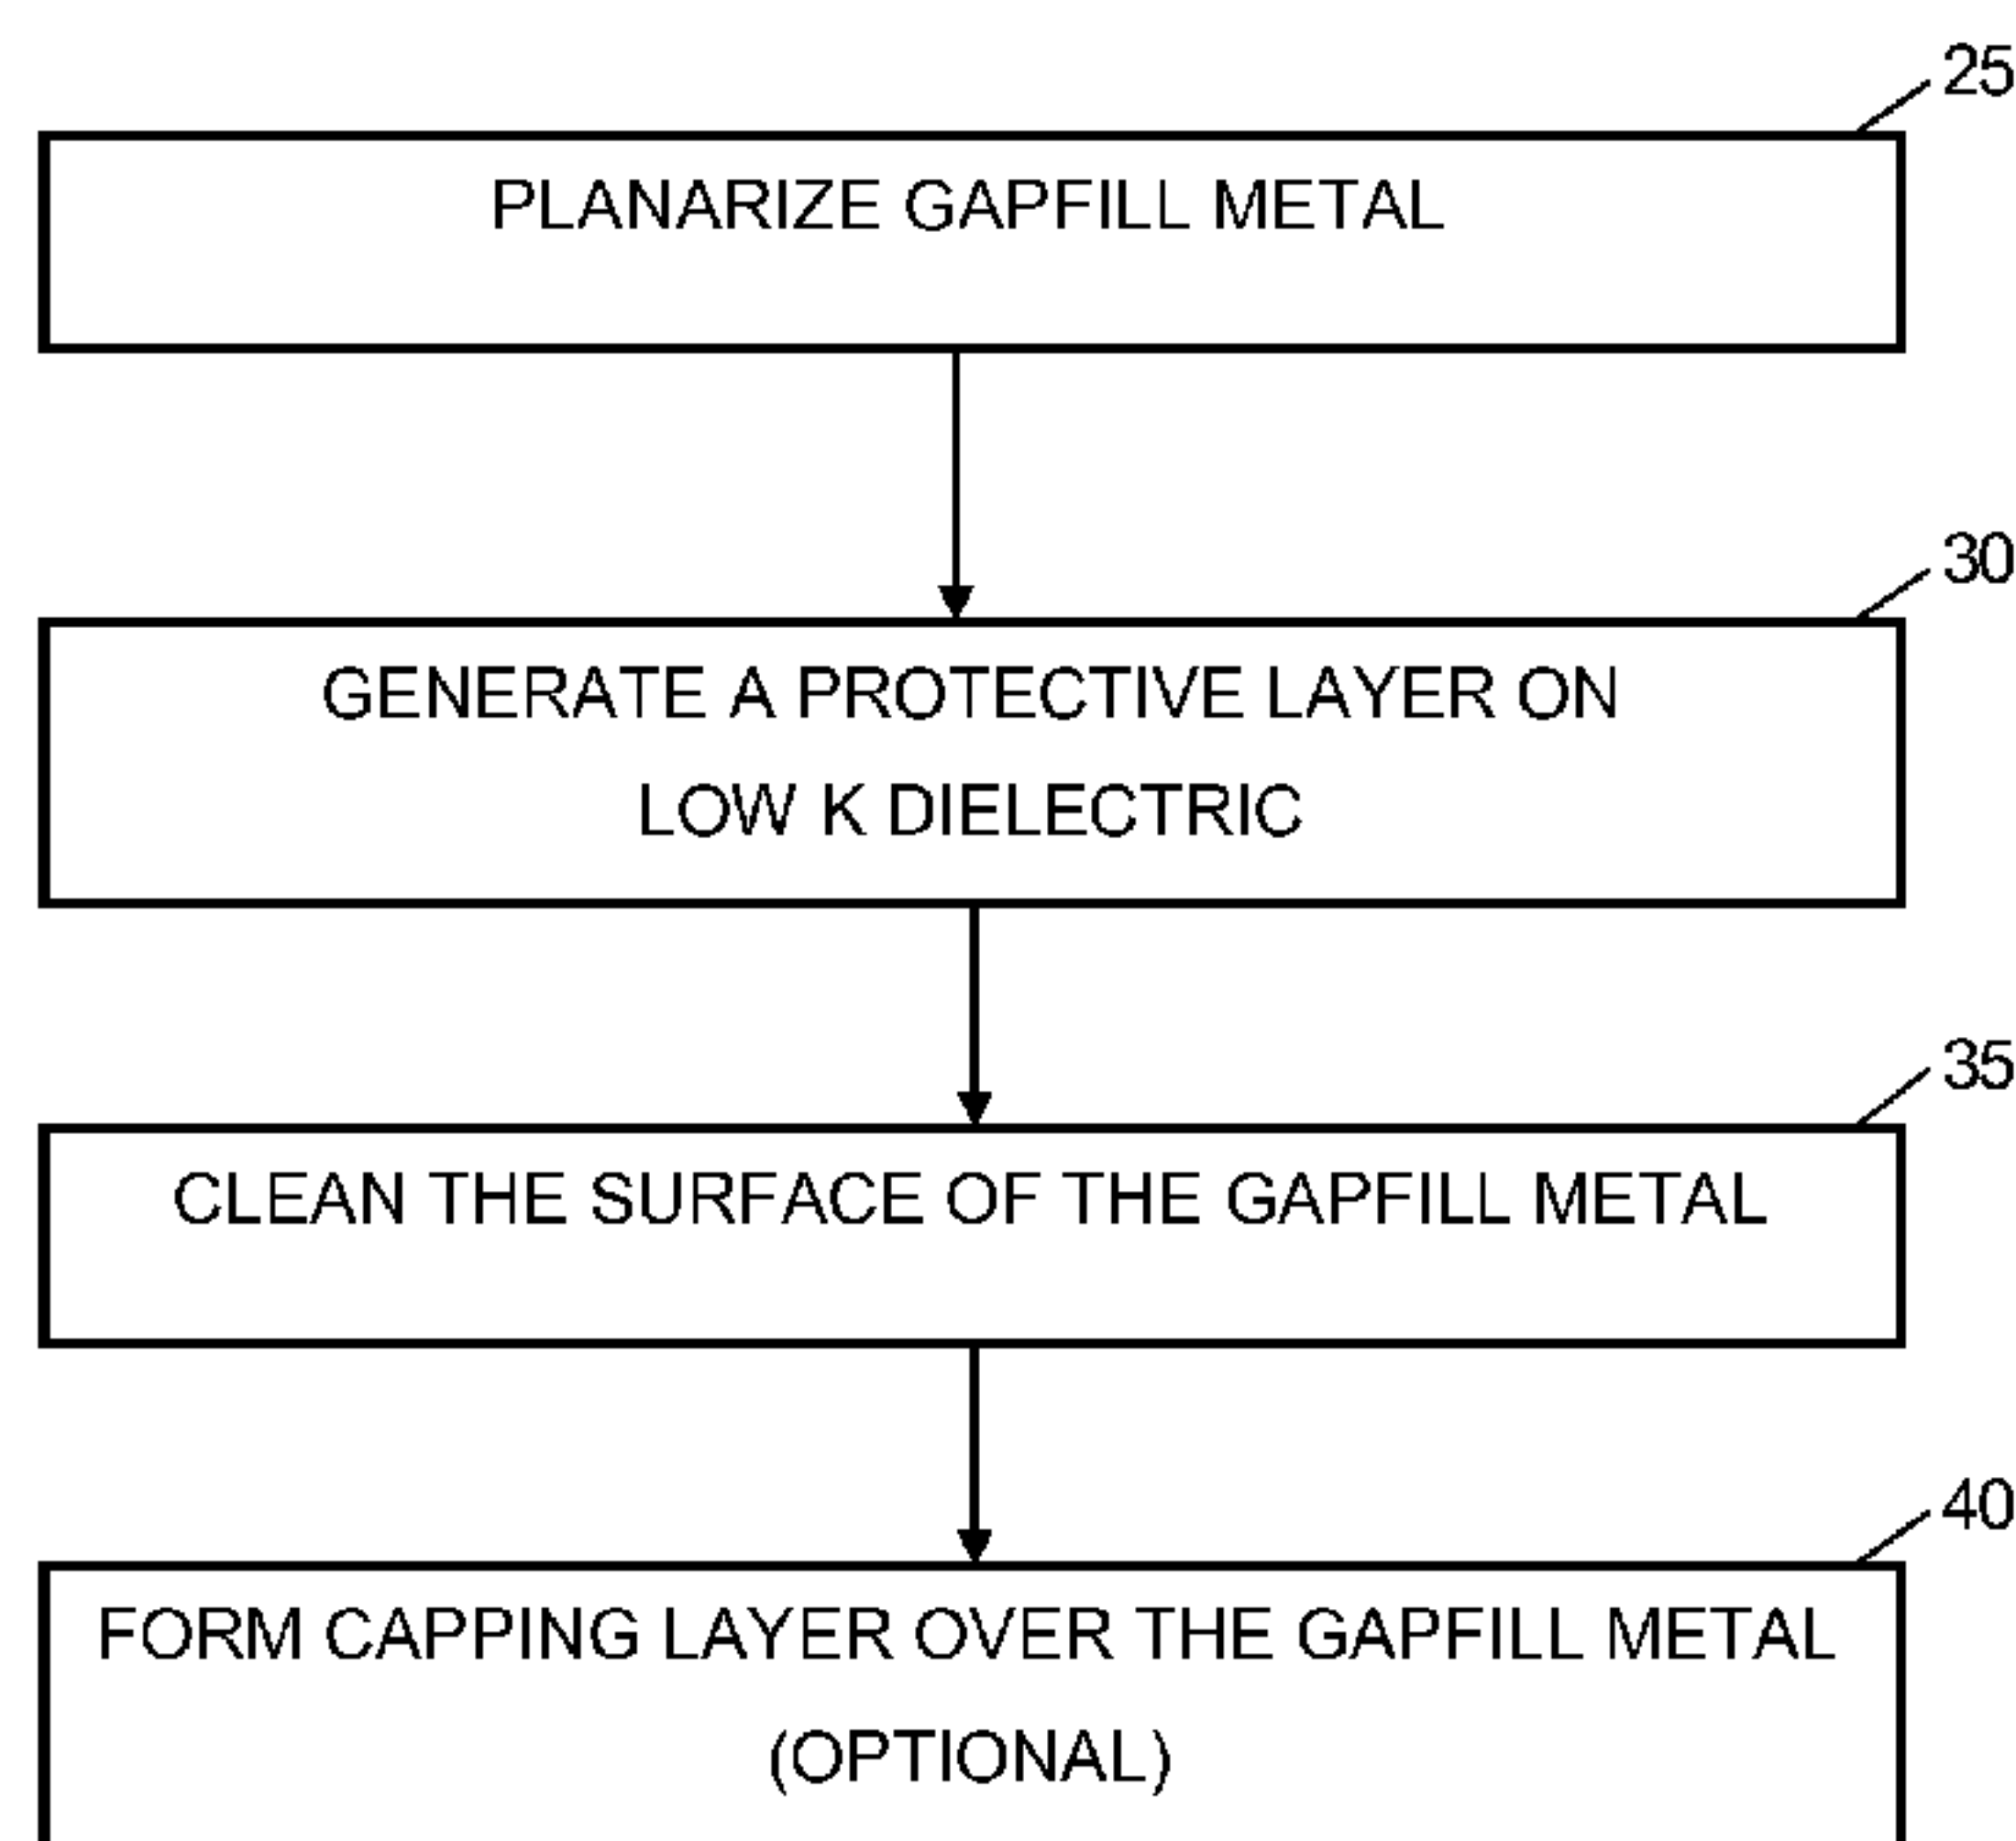 25
PLANARIZE GAPFILL METAL
30
GENERATE A PROTECTIVE LAYER ON
LOW K DIELECTRIC
35
CLEAN THE SURFACE OF THE GAPFILL METAL
40
FORM CAPPING LAYER OVER THE GAPFILL METAL
(OPTIONAL)